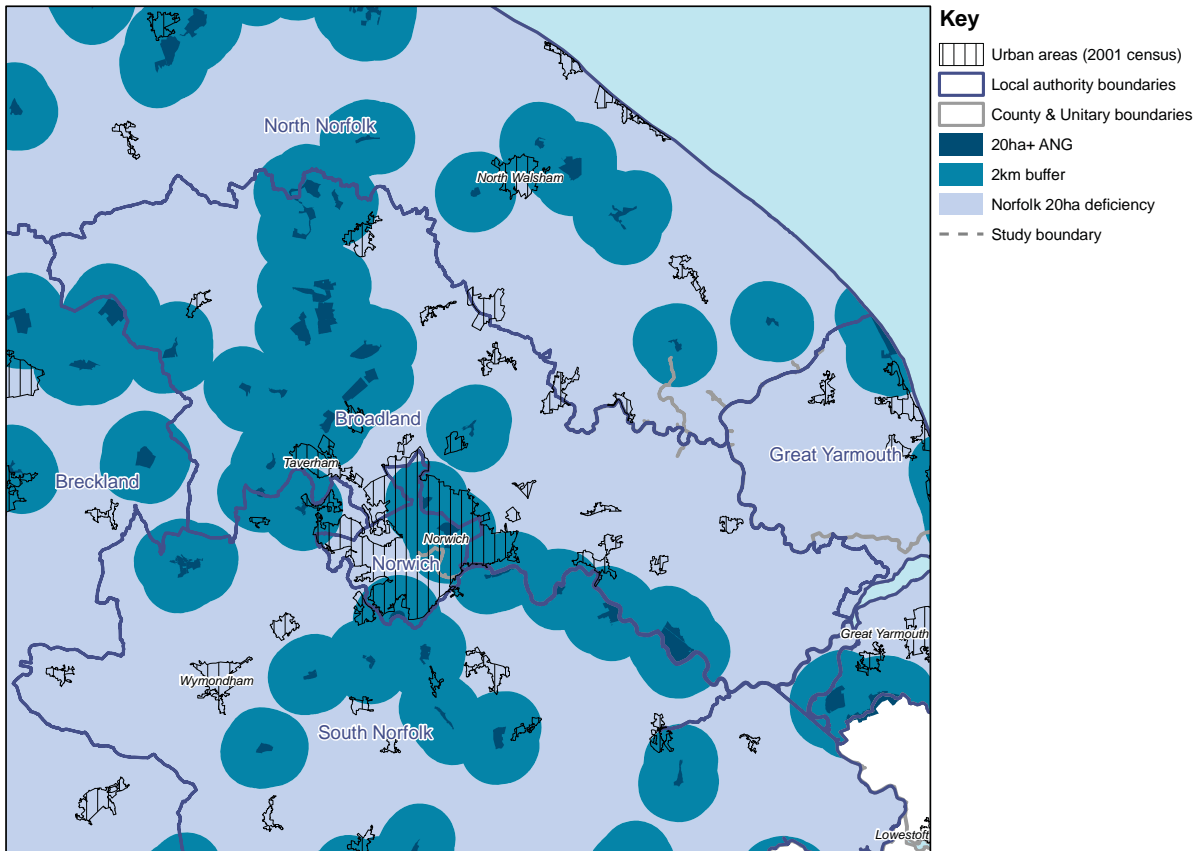 Key
Urban areas (2001 census)
Local authority boundaries
County & Unitary boundaries
20ha+ ANG
2km buffer
Norfolk 20ha deficiency
Study boundary
North Norfolk
North Walsham
Broadland
Taverham
Great Yarmouth
Breckland
Norwich
Norwich
Great Yarmouth
Wymondham
South Norfolk
Lowestoft